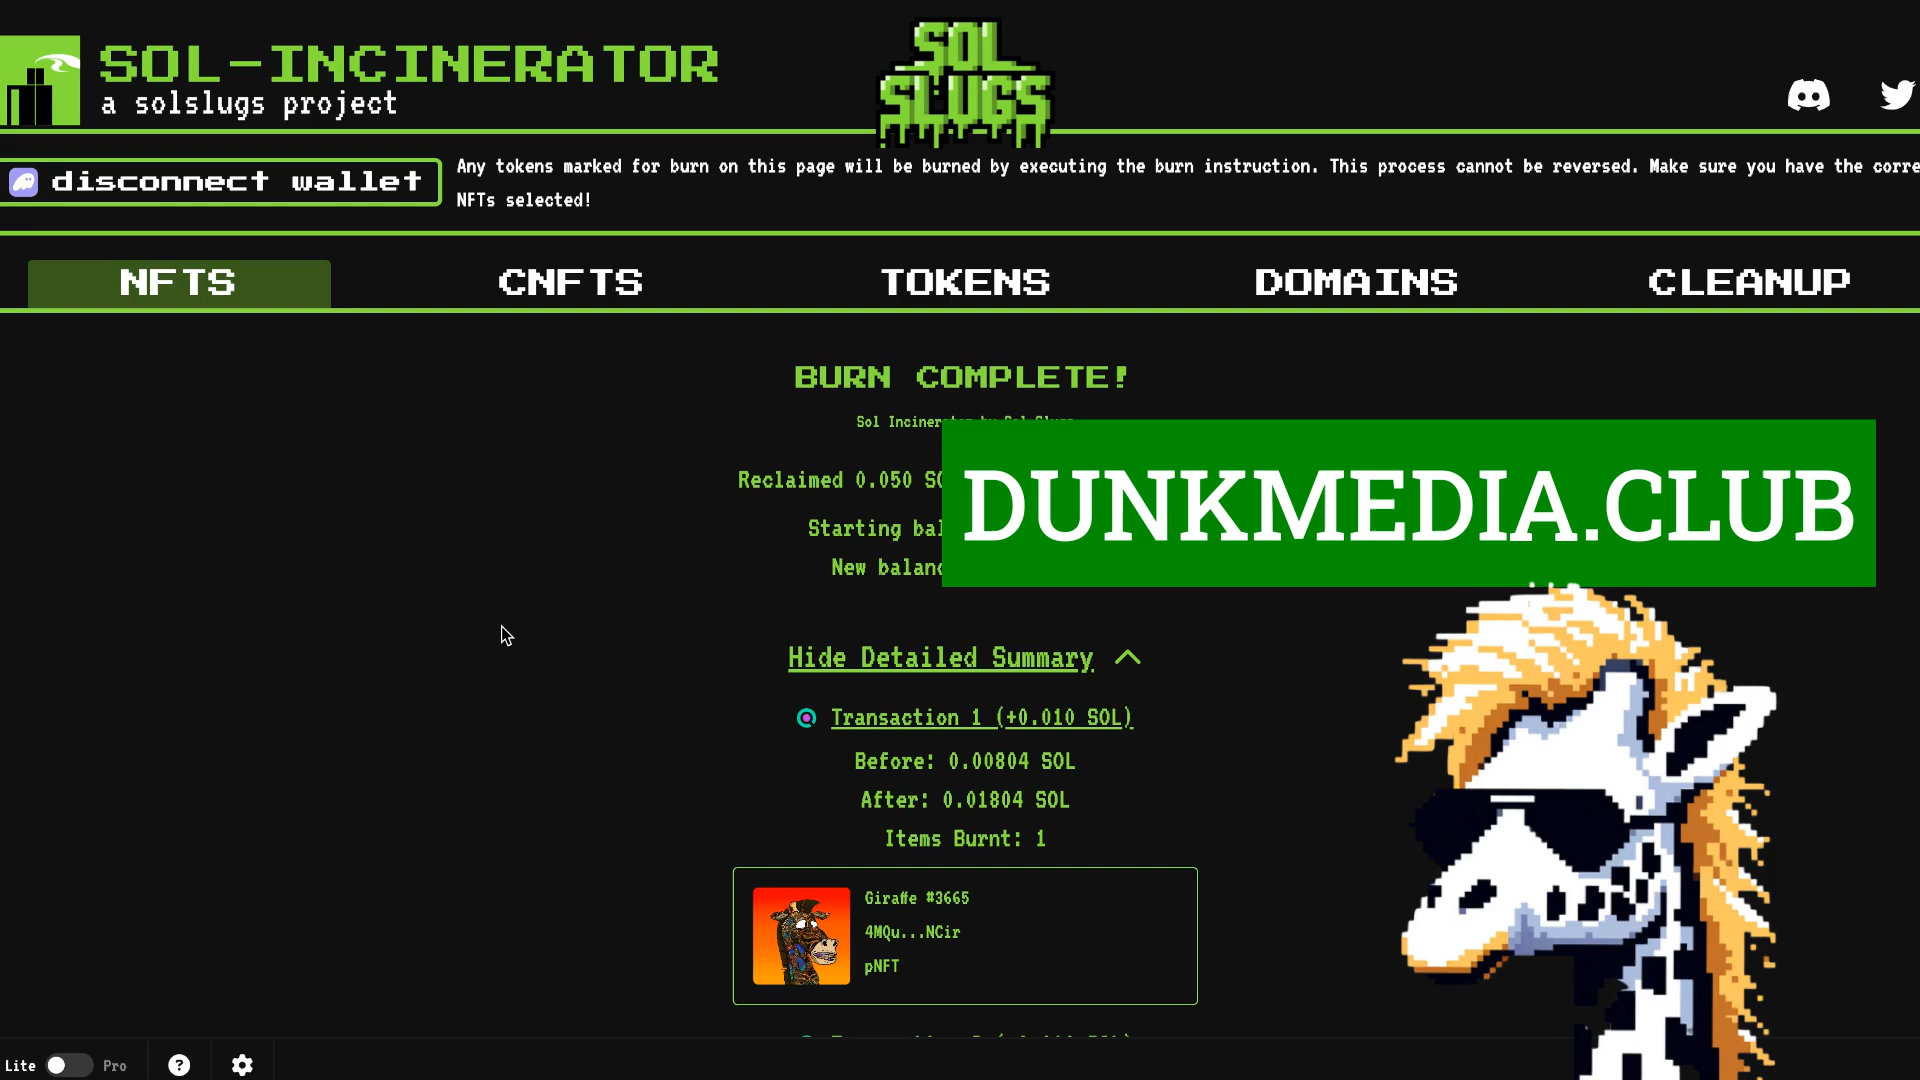 SOL-INCINERATOR
a solslugs project
SOL
SLUGS
disconnect wallet
Any tokens marked for burn on this page will be burned by executing the burn instruction. This process cannot be reversed. Make sure you have the corre
NFTs selected!
NFTS
CNFTS
TOKENS
DOMAINS
CLEANUP
BURN COMPLETE!
Sol
Reclaimed 0.050
DUNKMEDIA.CLUB
Starting
New
Hide Detailed Summary
Transaction 1 (+0.010 SOL)
Before: 0.00804 SOL
After: 0.01804 SOL
Items Burnt: 1
Giraffe #3665
4MQu...NCir
pNFT
Lite
Pro
?